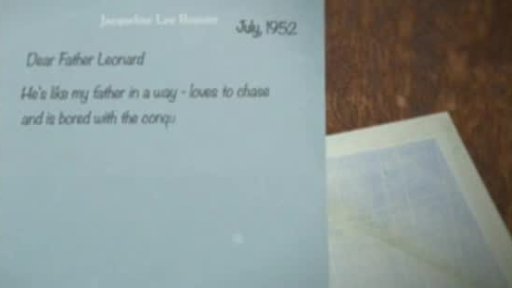 Jacqueline Lee Bouvier
July, 1952
Dear Father Leonard
He's like my father in a way - loves to chase
and is bored with the conqu